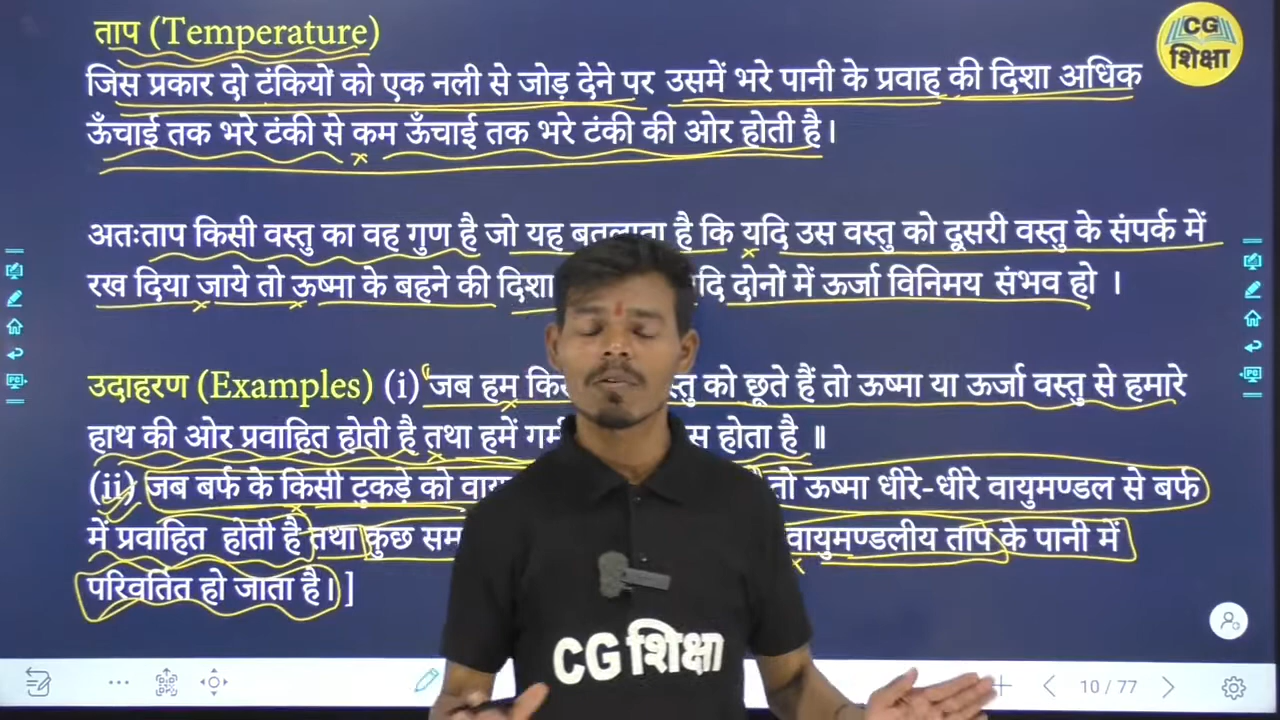 ताप (Temperature)
CG
शिक्षा
जिस प्रकार दो टंकियों को एक नली से जोड़ देने पर उसमें भरे पानी के प्रवाह की दिशा अधिक
ऊँचाई तक भरे टंकी से कम ऊँचाई तक भरे टंकी की ओर होती है।
अतःताप किसी वस्तु का वह गुण है जो यह बतलाता है कि यदि उस वस्तु को दूसरी वस्तु के संपर्क में
रख दिया जाये तो ऊष्मा के बहने की दिशा दोनों में ऊर्जा विनिमय संभव हो ।
उदाहरण (Examples) (i) जब हम को छूते हैं तो ऊष्मा या ऊर्जा वस्तु से हमारे
हाथ की ओर प्रवाहित होती है तथा हमें होता है ॥
(ii) जब बर्फ के किसी टुकड़े को तो ऊष्मा धीरे-धीरे वायुमण्डल से बर्फ
में प्रवाहित होती है तथा कुछ वायुमण्डलीय ताप के पानी में
परिवर्तित हो जाता है। ]
CG शिक्षा
10 / 77